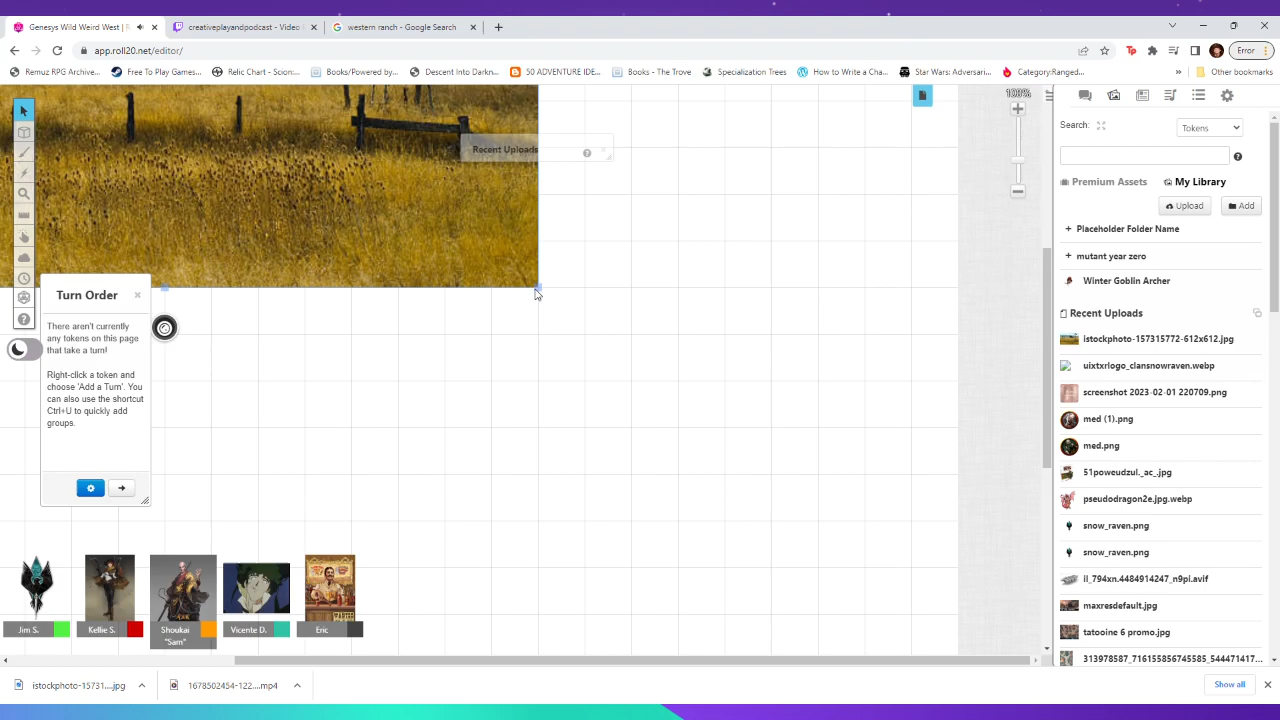 Genesys Wild Weird West | R
creativeplayandpodcast - Video
western ranch - Google Search
app.roll20.net/editor/
Error
Remuz RPG Archive...
Free To Play Games...
Relic Chart - Scion:...
Books/Powered by...
Descent Into Darkn...
50 ADVENTURE IDE...
Books - The Trove
Specialization Trees
How to Write a Cha...
Star Wars: Adversari...
Category:Ranged...
Other bookmarks
100%
Search:
Tokens
Recent Uploads
Premium Assets
My Library
Upload
Add
Placeholder Folder Name
mutant year zero
Winter Goblin Archer
Recent Uploads
istockphoto-157315772-612x612.jpg
uixtxrlogo_clansnowraven.webp
screenshot 2023-02-01 220709.png
med (1).png
med.png
51poweudzul._ac_.jpg
pseudodragon2e.jpg.webp
snow_raven.png
snow_raven.png
il_794xn.4484914247_n9pi.avif
maxresdefault.jpg
tatooine 6 promo.jpg
313978587_716155856745585_544471417...
Turn Order
There aren't currently
any tokens on this page
that take a turn!
Right-click a token and
choose 'Add a Turn'. You
can also use the shortcut
Ctrl+U to quickly add
groups.
Jim S.
Kellie S.
Shoukai
"Sam"
Vicente D.
Eric
istockphoto-15731....jpg
1678502454-122....mp4
Show all